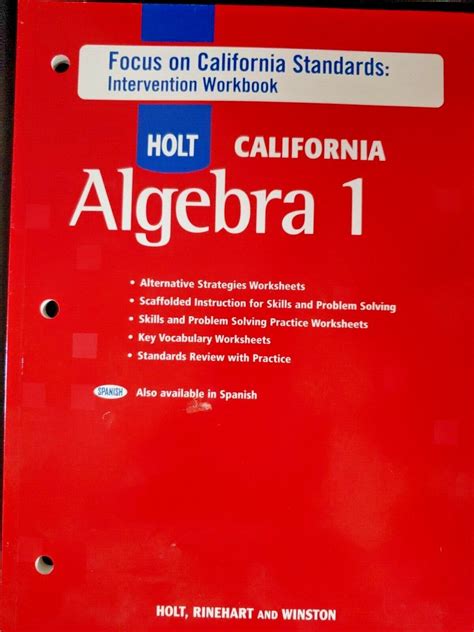 Focus on California Standards:
Intervention Workbook
HOLT CALIFORNIA
Algebra 1
• Alternative Strategies Worksheets
• Scaffolded Instruction for Skills and Problem Solving
• Skills and Problem Solving Practice Worksheets
• Key Vocabulary Worksheets
• Standards Review with Practice
SPANISH Also available in Spanish
HOLT, RINEHART AND WINSTON